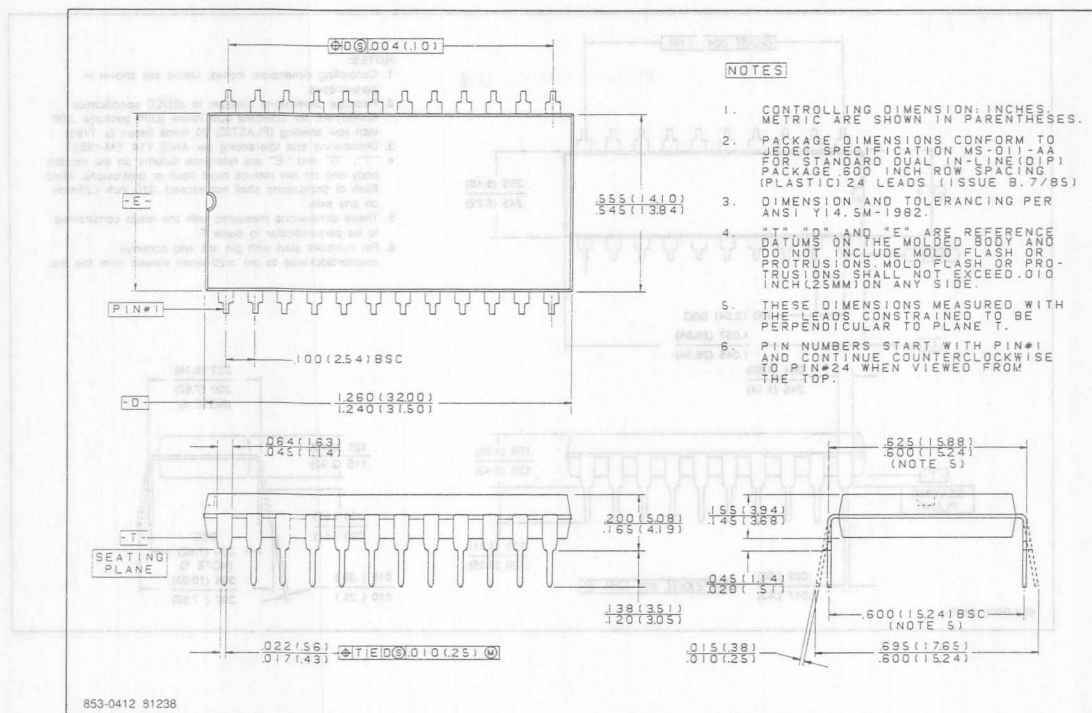 ⌖D Ⓢ .004(.10)
NOTES
1. CONTROLLING DIMENSION: INCHES.
METRIC ARE SHOWN IN PARENTHESES.
2. PACKAGE DIMENSIONS CONFORM TO
JEDEC SPECIFICATION MS-011-AA
FOR STANDARD DUAL IN-LINE(DIP)
PACKAGE .600 INCH ROW SPACING
(PLASTIC) 24 LEADS (ISSUE B.7/85)
3. DIMENSION AND TOLERANCING PER
ANSI Y14.5M-1982.
4. "T" "D" AND "E" ARE REFERENCE
DATUMS ON THE MOLDED BODY AND
DO NOT INCLUDE MOLD FLASH OR
PROTRUSIONS. MOLD FLASH OR PRO-
TRUSIONS SHALL NOT EXCEED .010
INCH(.25MM)ON ANY SIDE.
5. THESE DIMENSIONS MEASURED WITH
THE LEADS CONSTRAINED TO BE
PERPENDICULAR TO PLANE T.
6. PIN NUMBERS START WITH PIN#1
AND CONTINUE COUNTERCLOCKWISE
TO PIN#24 WHEN VIEWED FROM
THE TOP.
-E-
.555(14.10)
.545(13.84)
PIN#1
.100(2.54)BSC
-D-
1.260(32.00)
1.240(31.50)
.064(1.63)
.045(1.14)
.625(15.88)
.600(15.24)
(NOTE 5)
-T-
SEATING
PLANE
.200(5.08)
.165(4.19)
.155(3.94)
.145(3.68)
.045(1.14)
.020( .51)
.138(3.51)
.120(3.05)
.600(15.24)BSC
(NOTE 5)
.022(.56)
.017(.43)
⌖ T E D Ⓢ .010(.25) Ⓜ
.015(.38)
.010(.25)
.695(17.65)
.600(15.24)
853-0412 81238